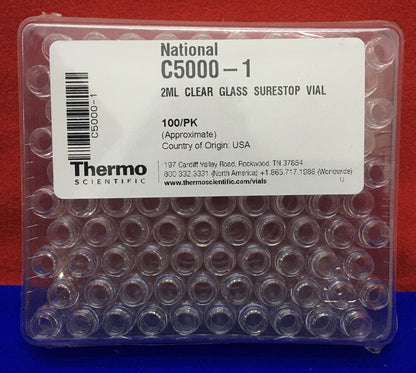 National
C5000-1
2ML CLEAR GLASS SURESTOP VIAL
100/PK
(Approximate)
Country of Origin: USA
C5000-1
Thermo
SCIENTIFIC
197 Cardiff Valley Road, Rockwood, TN 37854
800.332.3331 (North America) +1.865.717.1986 (Worldwide)
www.thermoscientific.com/vials